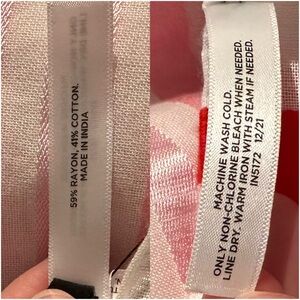 59% RAYON, 41% COTTON.
MADE IN INDIA
MACHINE WASH COLD.
ONLY NON-CHLORINE BLEACH WHEN NEEDED.
LINE DRY. WARM IRON WITH STEAM IF NEEDED.
IN5172 12/21